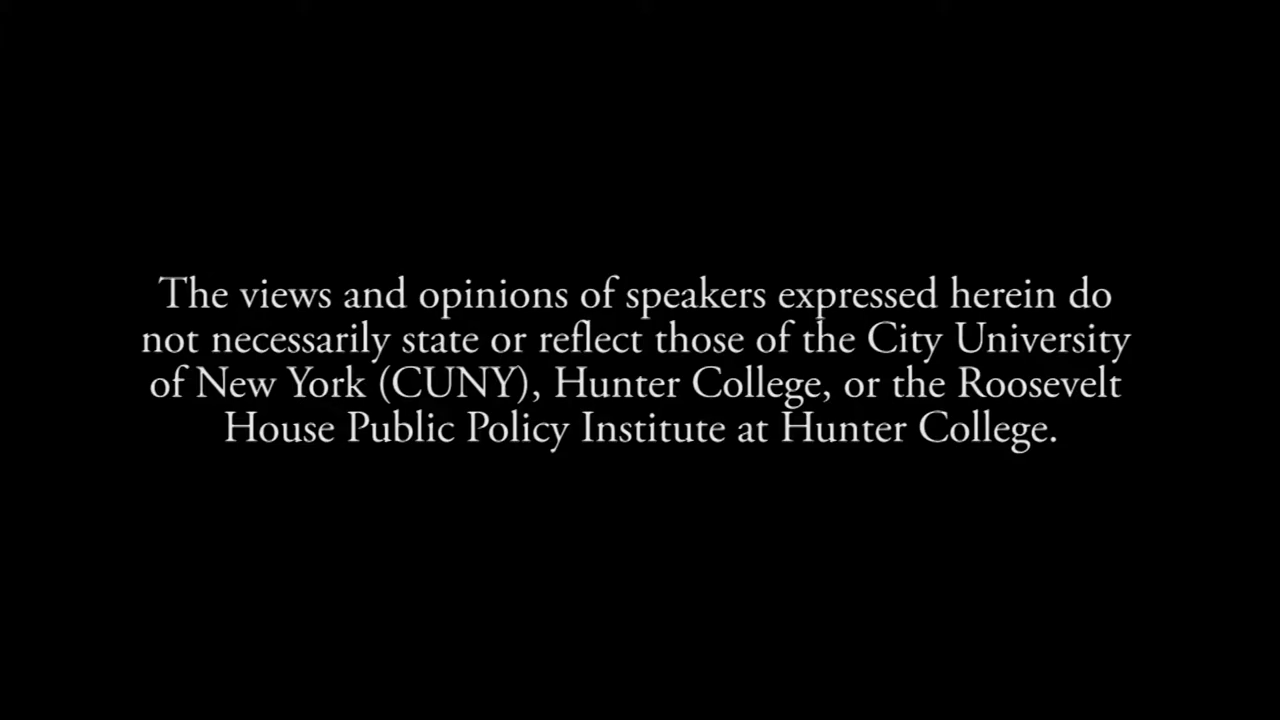 The views and opinions of speakers expressed herein do
not necessarily state or reflect those of the City University
of New York (CUNY), Hunter College, or the Roosevelt
House Public Policy Institute at Hunter College.